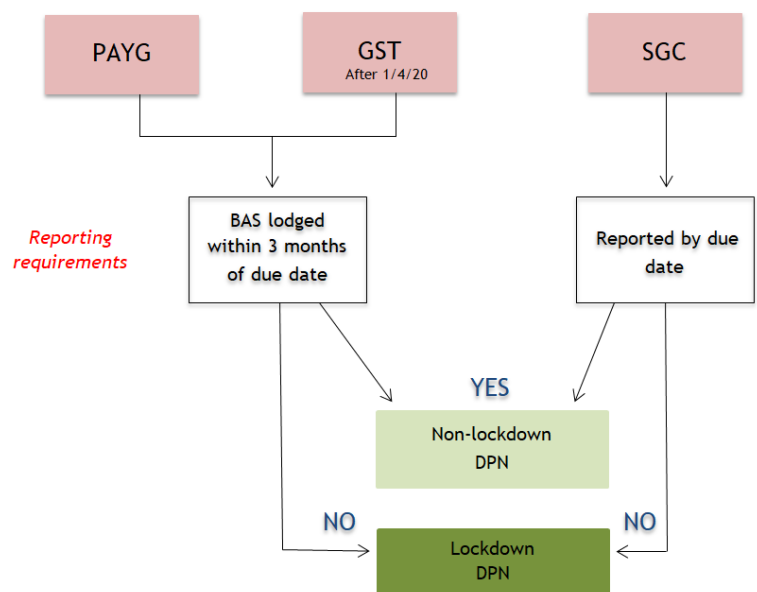 PAYG
GST
After 1/4/20
SGC
Reporting
requirements
BAS lodged
within 3 months
of due date
Reported by due
date
YES
Non-lockdown
DPN
NO
NO
Lockdown
DPN